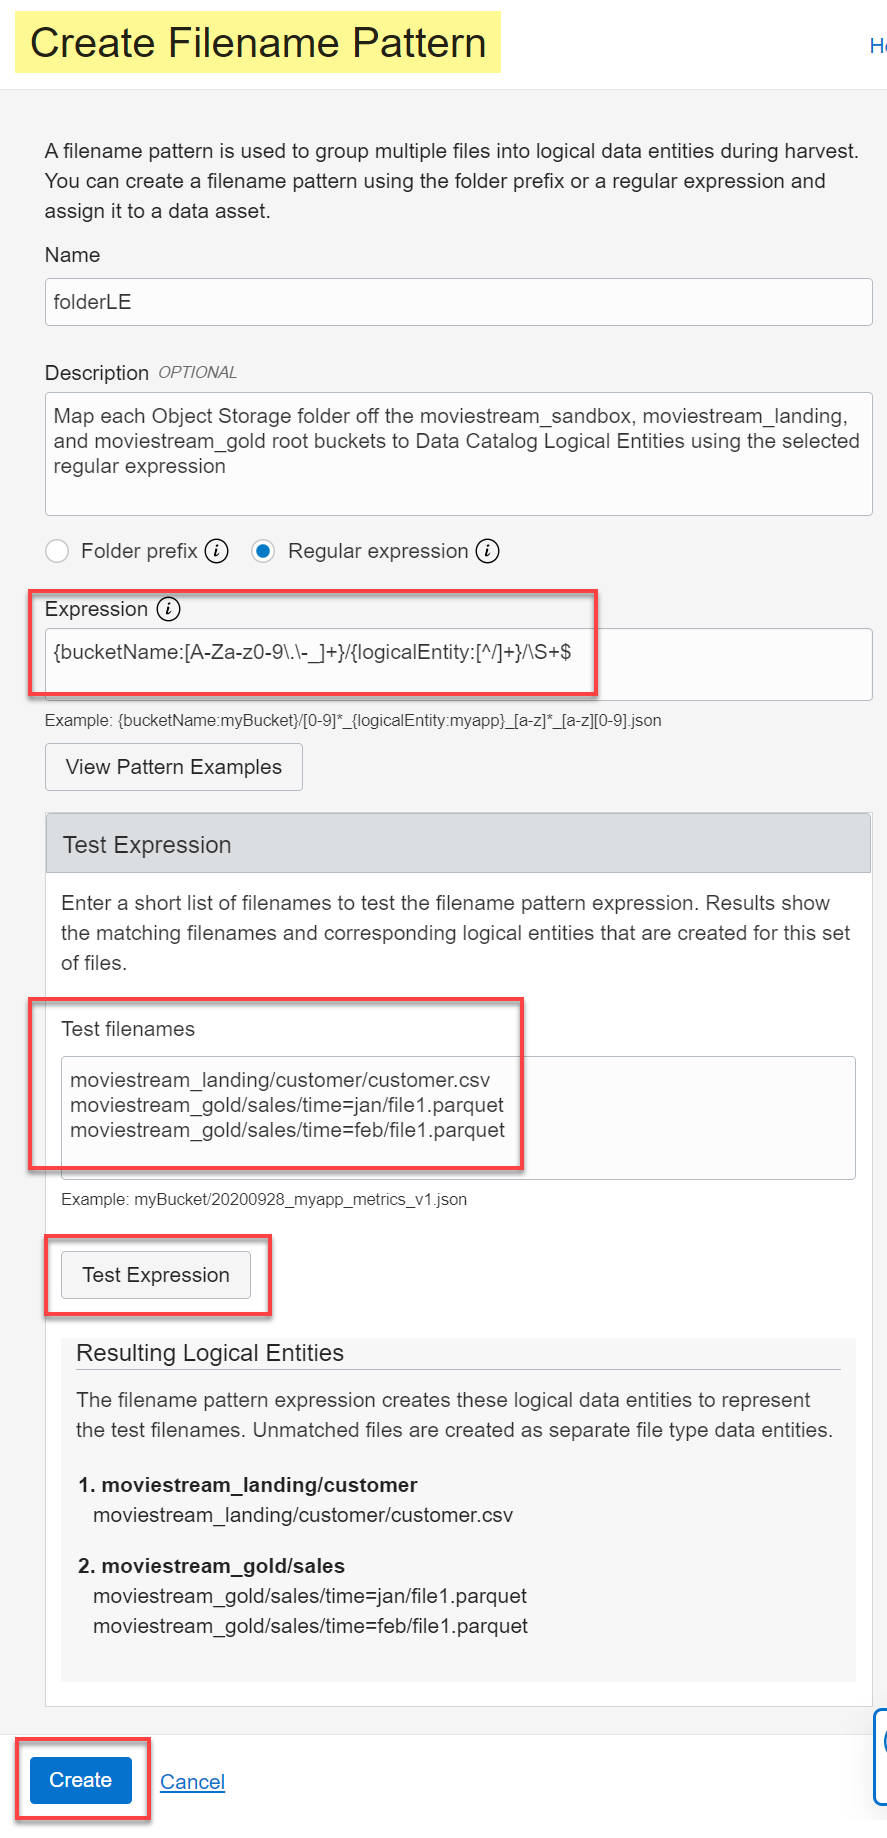 Create Filename Pattern
A filename pattern is used to group multiple files into logical data entities during harvest.
You can create a filename pattern using the folder prefix or a regular expression and
assign it to a data asset.
Name
folderLE
Description OPTIONAL
Map each Object Storage folder off the moviestream_sandbox, moviestream_landing,
and moviestream_gold root buckets to Data Catalog Logical Entities using the selected
regular expression
Folder prefix i Regular expression i
Expression i
{bucketName:[A-Za-z0-9\.\-_]+}/{logicalEntity:[^/]+}/\S+$
Example: {bucketName:myBucket}/[0-9]*_{logicalEntity:myapp}_[a-z]*_[a-z][0-9].json
View Pattern Examples
Test Expression
Enter a short list of filenames to test the filename pattern expression. Results show
the matching filenames and corresponding logical entities that are created for this set
of files.
Test filenames
moviestream_landing/customer/customer.csv
moviestream_gold/sales/time=jan/file1.parquet
moviestream_gold/sales/time=feb/file1.parquet
Example: myBucket/20200928_myapp_metrics_v1.json
Test Expression
Resulting Logical Entities
The filename pattern expression creates these logical data entities to represent
the test filenames. Unmatched files are created as separate file type data entities.
1. moviestream_landing/customer
moviestream_landing/customer/customer.csv
2. moviestream_gold/sales
moviestream_gold/sales/time=jan/file1.parquet
moviestream_gold/sales/time=feb/file1.parquet
Create Cancel